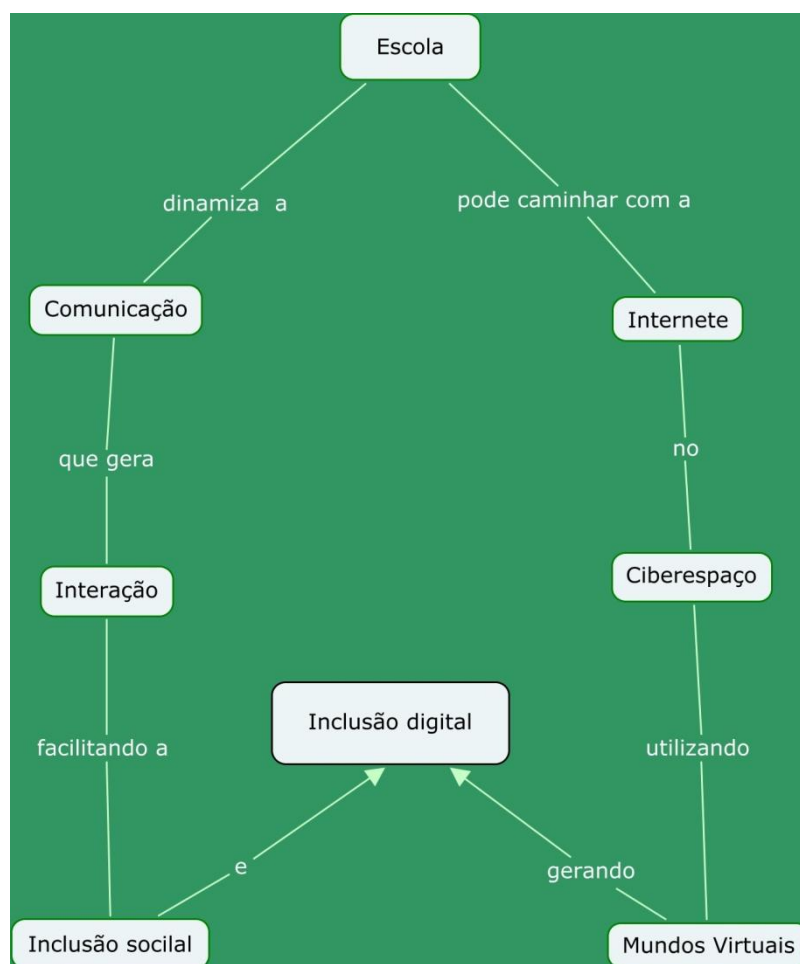 Escola
dinamiza a
pode caminhar com a
Comunicação
Internete
que gera
no
Interação
Ciberespaço
Inclusão digital
facilitando a
utilizando
e
gerando
Inclusão socilal
Mundos Virtuais